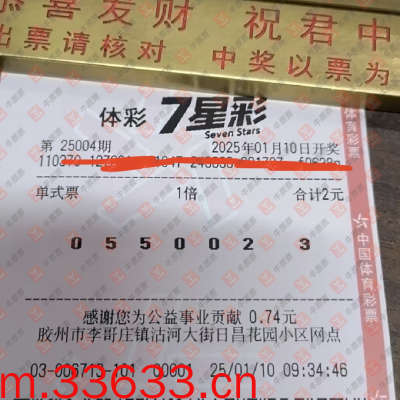 恭喜发财 祝君中
出票请核对 中奖以票为
体彩 7星彩
Seven Stars
第 25004期 2025年01月10日开奖
110370
单式票 1倍 合计2元
0 5 5 0 0 2 3
感谢您为公益事业贡献 0.74元
胶州市李哥庄镇沽河大街日昌花园小区网点
03-006713-101 00001 25/01/10 09:34:46
m.33633.cn
体育彩票
中国体育彩票